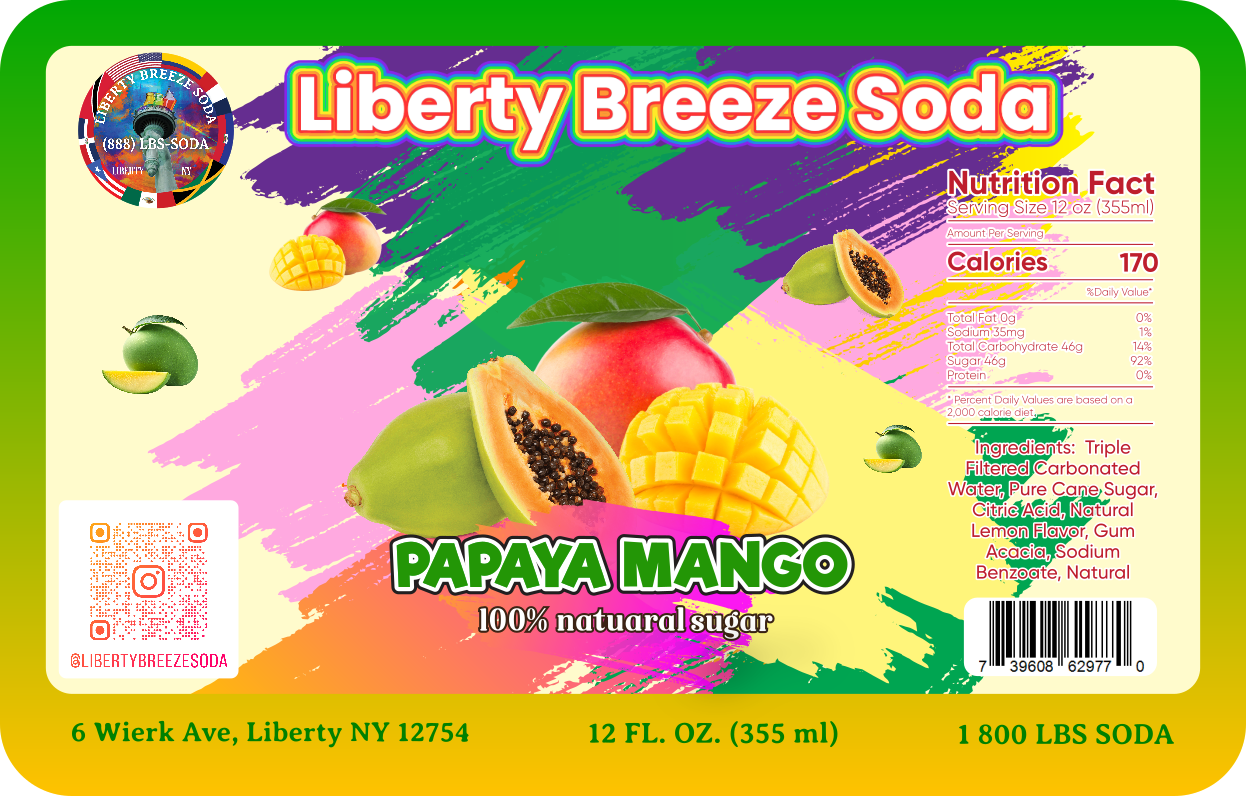 LIBERTY BREEZE SODA
(888) LBS-SODA
LIBERTY NY
Liberty Breeze Soda
Nutrition Fact
Serving Size 12 oz (355ml)
Amount Per Serving
Calories 170
%Daily Value*
Total Fat 0g 0%
Sodium 35mg 1%
Total Carbohydrate 46g 14%
Sugar 46g 92%
Protein 0%
* Percent Daily Values are based on a
2,000 calorie diet.
Ingredients: Triple
Filtered Carbonated
Water, Pure Cane Sugar,
Citric Acid, Natural
Lemon Flavor, Gum
Acacia, Sodium
Benzoate, Natural
7 39608 62977 0
PAPAYA MANGO
100% natuaral sugar
@LIBERTYBREEZESODA
6 Wierk Ave, Liberty NY 12754
12 FL. OZ. (355 ml)
1 800 LBS SODA